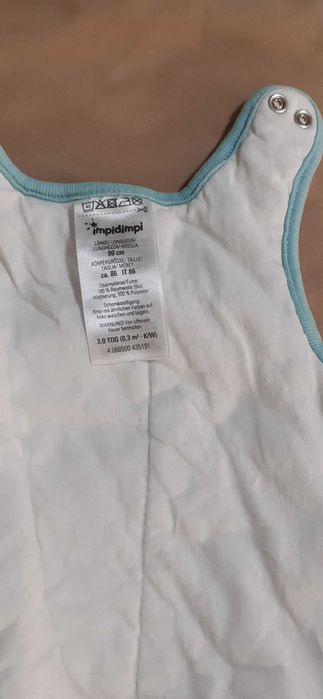 impidimpi
LÄNGE/ LONGUEUR/
LUNGHEZZA/ HOSSZA
90 cm
KÖRPERGRÖSSE/ TAILLE/
TAGLIA/ MÉRET
ca. 86 IT 86
Obermaterial/Futter:
100 % Baumwolle (Bio)
Wattierung: 100 % Polyester
Schonwaschgang.
Bitte mit ähnlichen Farben auf
links waschen und bügeln.
WARNUNG! Von offenem
Feuer fernhalten
3,0 TOG (0,3 m² · K/W)
4 088500 435191